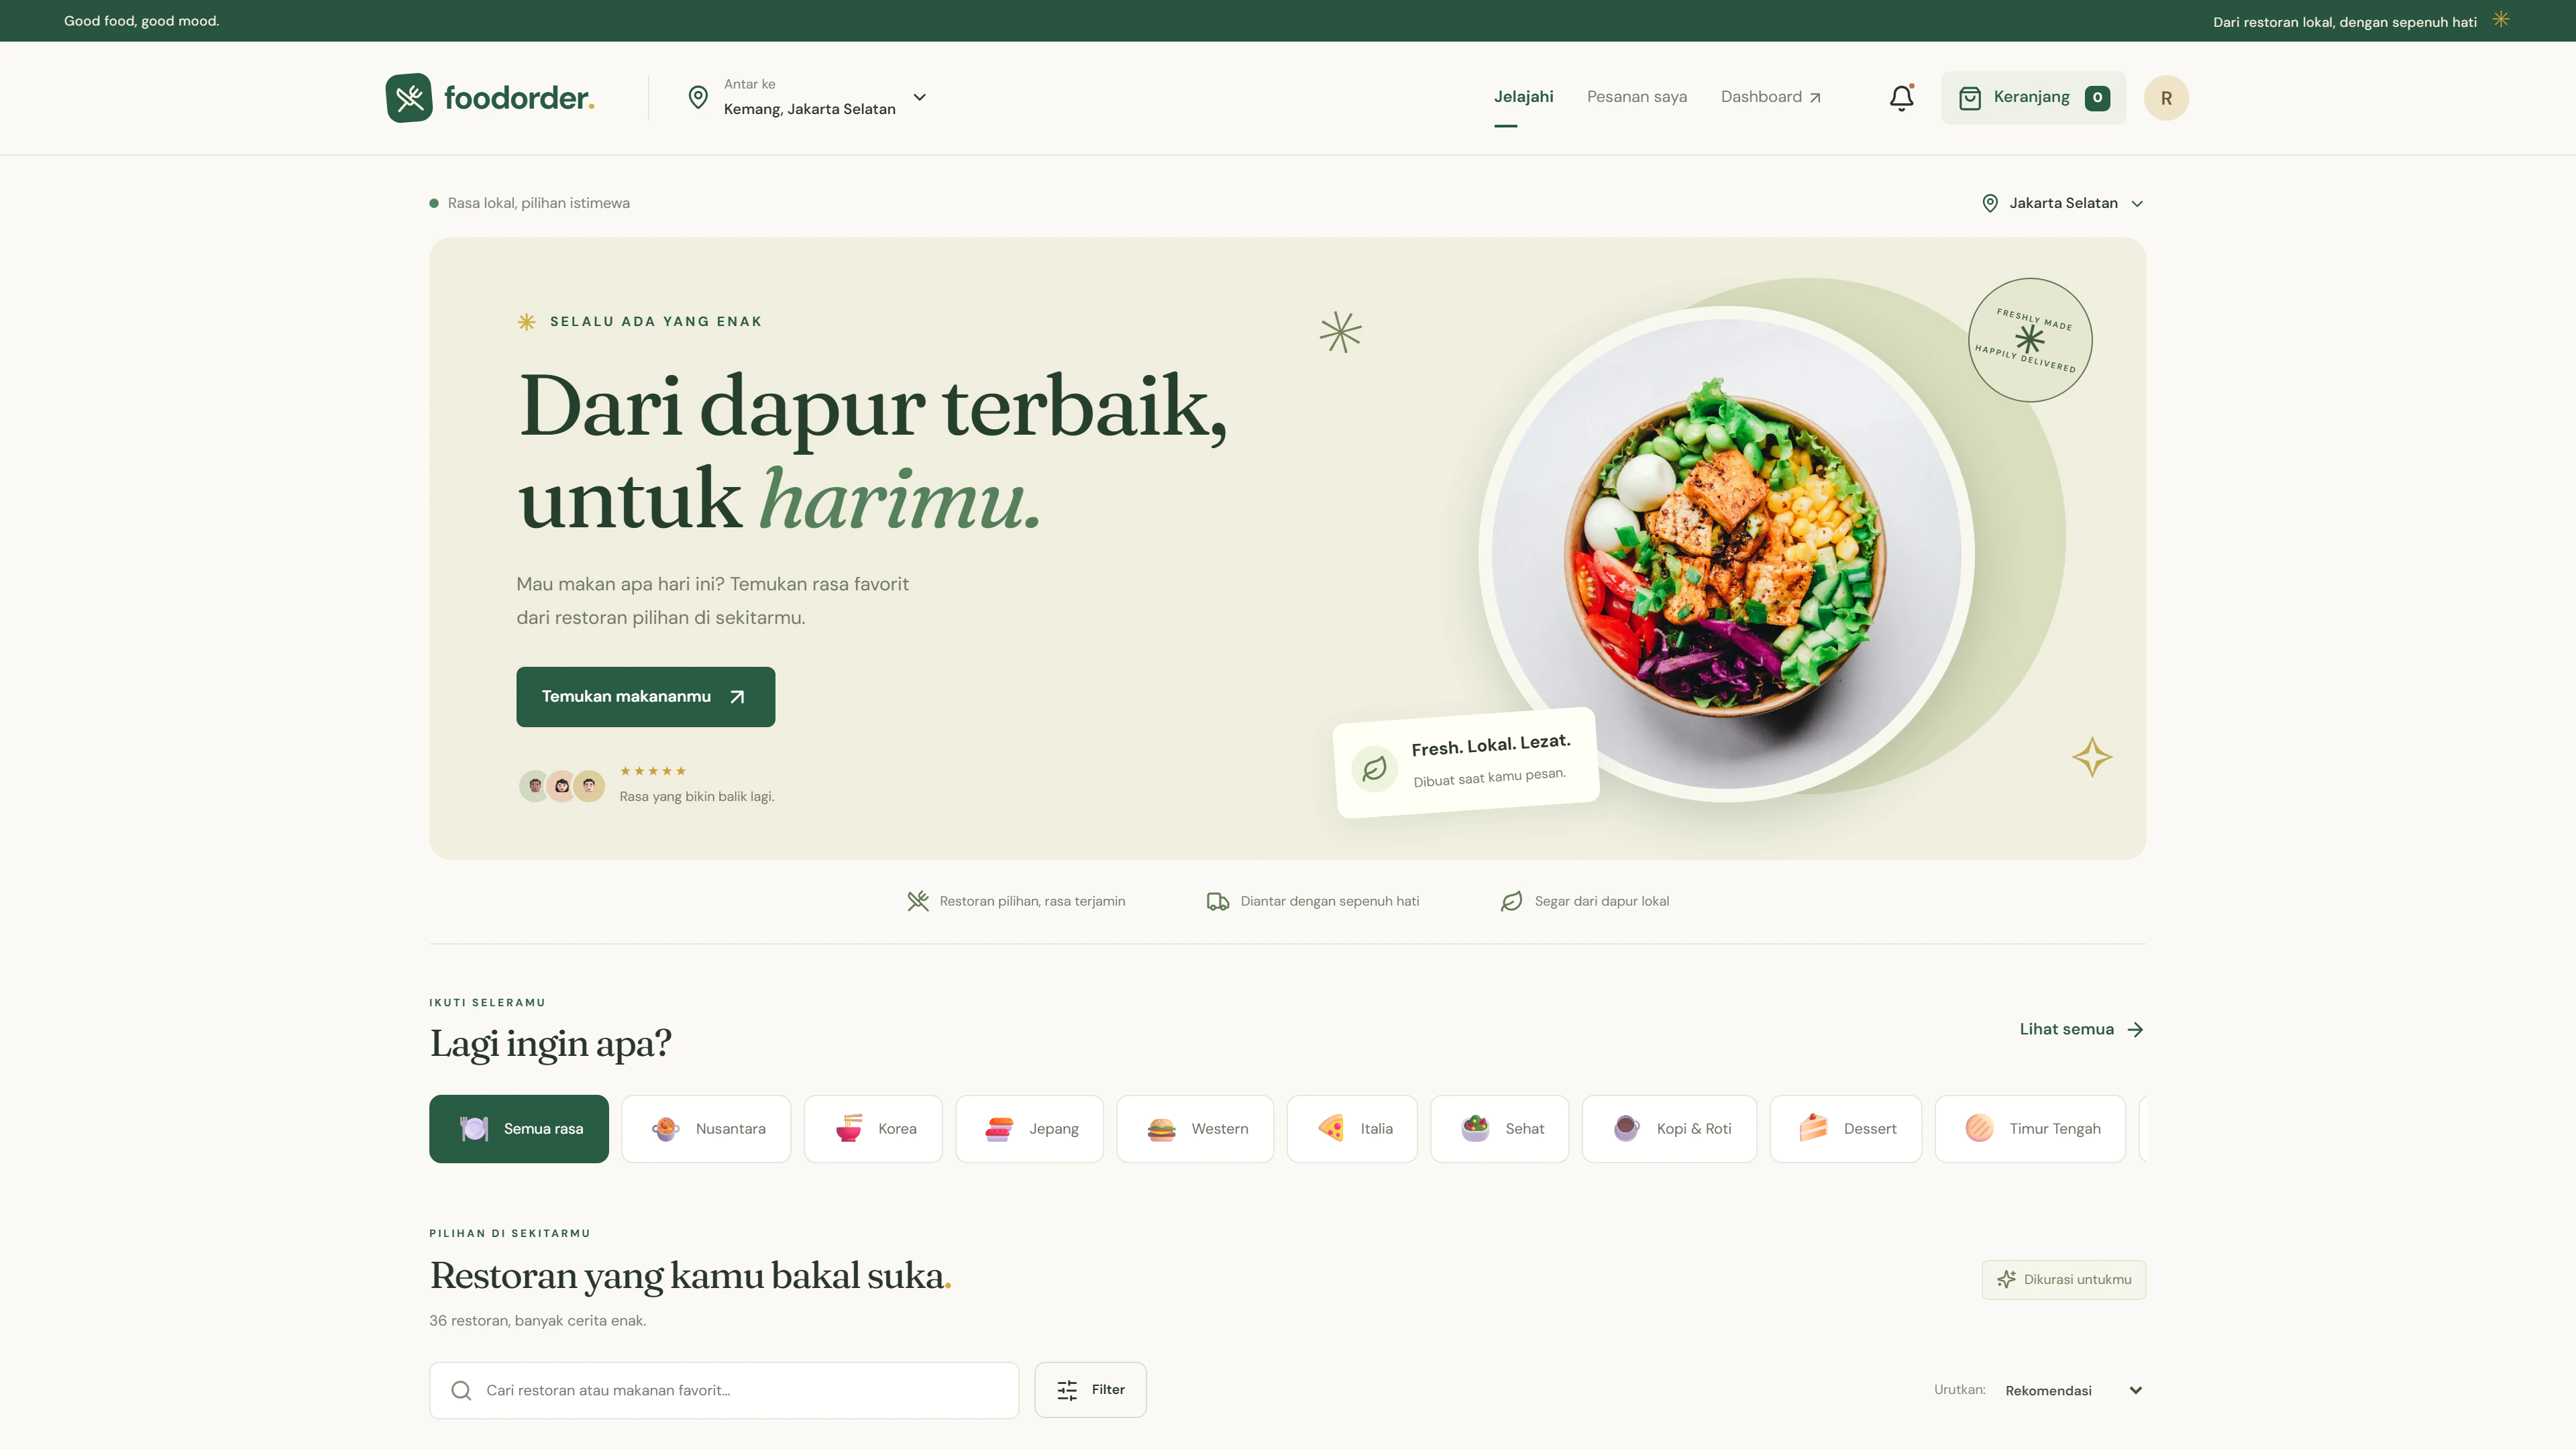 Good food, good mood.
Dari restoran lokal, dengan sepenuh hati
foodorder.
Antar ke
Kemang, Jakarta Selatan
Jelajahi
Pesanan saya
Dashboard
Keranjang
0
R
Rasa lokal, pilihan istimewa
Jakarta Selatan
SELALU ADA YANG ENAK
Dari dapur terbaik,
untuk harimu.
Mau makan apa hari ini? Temukan rasa favorit
dari restoran pilihan di sekitarmu.
Temukan makananmu
Rasa yang bikin balik lagi.
FRESHLY MADE
HAPPILY DELIVERED
Fresh. Lokal. Lezat.
Dibuat saat kamu pesan.
Restoran pilihan, rasa terjamin
Diantar dengan sepenuh hati
Segar dari dapur lokal
IKUTI SELERAMU
Lagi ingin apa?
Lihat semua
Semua rasa
Nusantara
Korea
Jepang
Western
Italia
Sehat
Kopi & Roti
Dessert
Timur Tengah
PILIHAN DI SEKITARMU
Restoran yang kamu bakal suka.
Dikurasi untukmu
36 restoran, banyak cerita enak.
Cari restoran atau makanan favorit...
Filter
Urutkan:
Rekomendasi